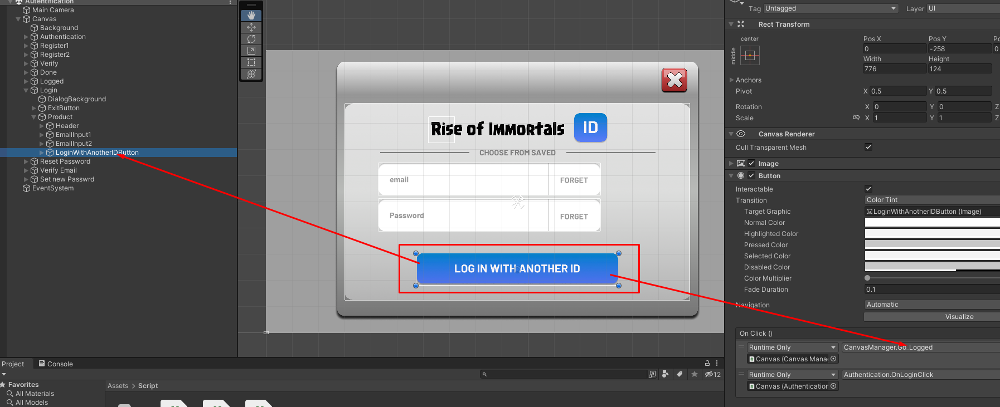 Autentification
Main Camera
Canvas
Background
Authentication
Register1
Register2
Verify
Done
Logged
Login
DialogBackground
ExitButton
Product
Header
EmailInput1
EmailInput2
LoginWithAnotherIDButton
Reset Password
Verify Email
Set new Passwrd
EventSystem
Rise of Immortals ID
CHOOSE FROM SAVED
email FORGET
Password FORGET
LOG IN WITH ANOTHER ID
Tag Untagged Layer UI
Rect Transform
center
middle
Pos X Pos Y
0 -258 0
Width Height
776 124
Anchors
Pivot X 0.5 Y 0.5
Rotation X 0 Y 0 Z
Scale X 1 Y 1 Z
Canvas Renderer
Cull Transparent Mesh
Image
Button
Interactable
Transition Color Tint
Target Graphic LoginWithAnotherIDButton (Image)
Normal Color
Highlighted Color
Pressed Color
Selected Color
Disabled Color
Color Multiplier
Fade Duration 0.1
Navigation Automatic
Visualize
On Click ()
Runtime Only CanvasManager.Go_Logged
Canvas (Canvas Mana
Runtime Only Authentication.OnLoginClick
Canvas (Authentication
Project Console
12
Favorites
All Materials
All Models
Assets > Script